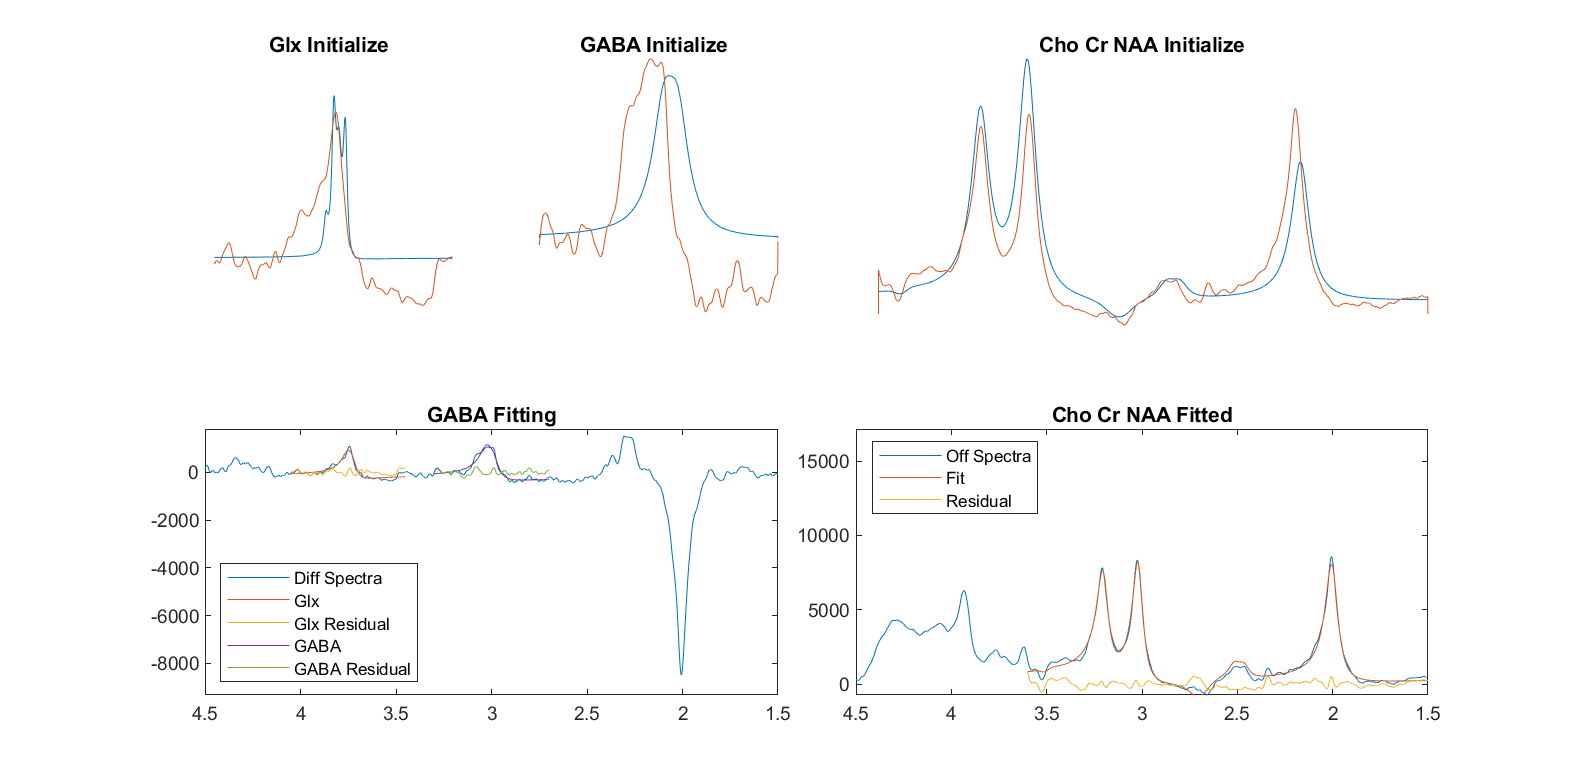 Glx Initialize
GABA Initialize
Cho Cr NAA Initialize
GABA Fitting
0
-2000
-4000
-6000
-8000
Diff Spectra
Glx
Glx Residual
GABA
GABA Residual
4.5 4 3.5 3 2.5 2 1.5
Cho Cr NAA Fitted
15000
10000
5000
0
Off Spectra
Fit
Residual
4.5 4 3.5 3 2.5 2 1.5